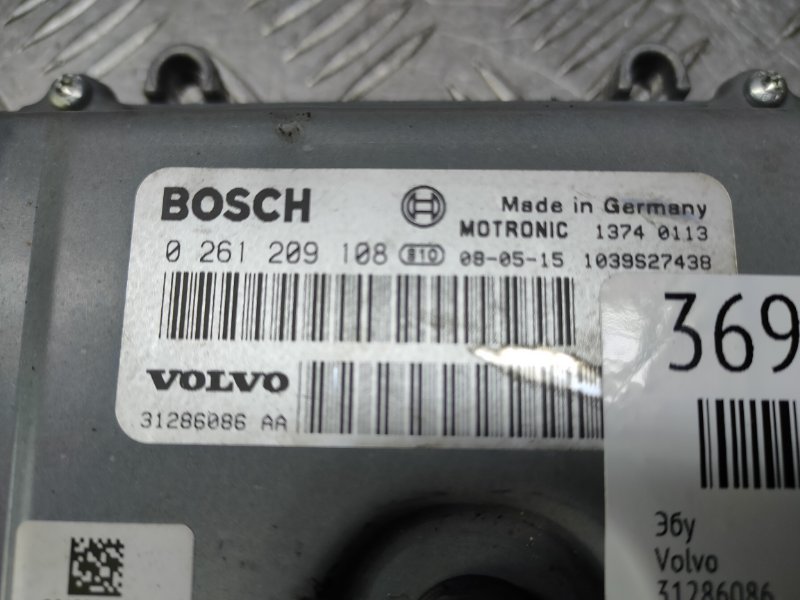 BOSCH
Made in Germany
MOTRONIC 1374 0113
0 261 209 108 810 08-05-15 1039S27438
VOLVO
31286086 AA
369
Эбу
Volvo
31286086